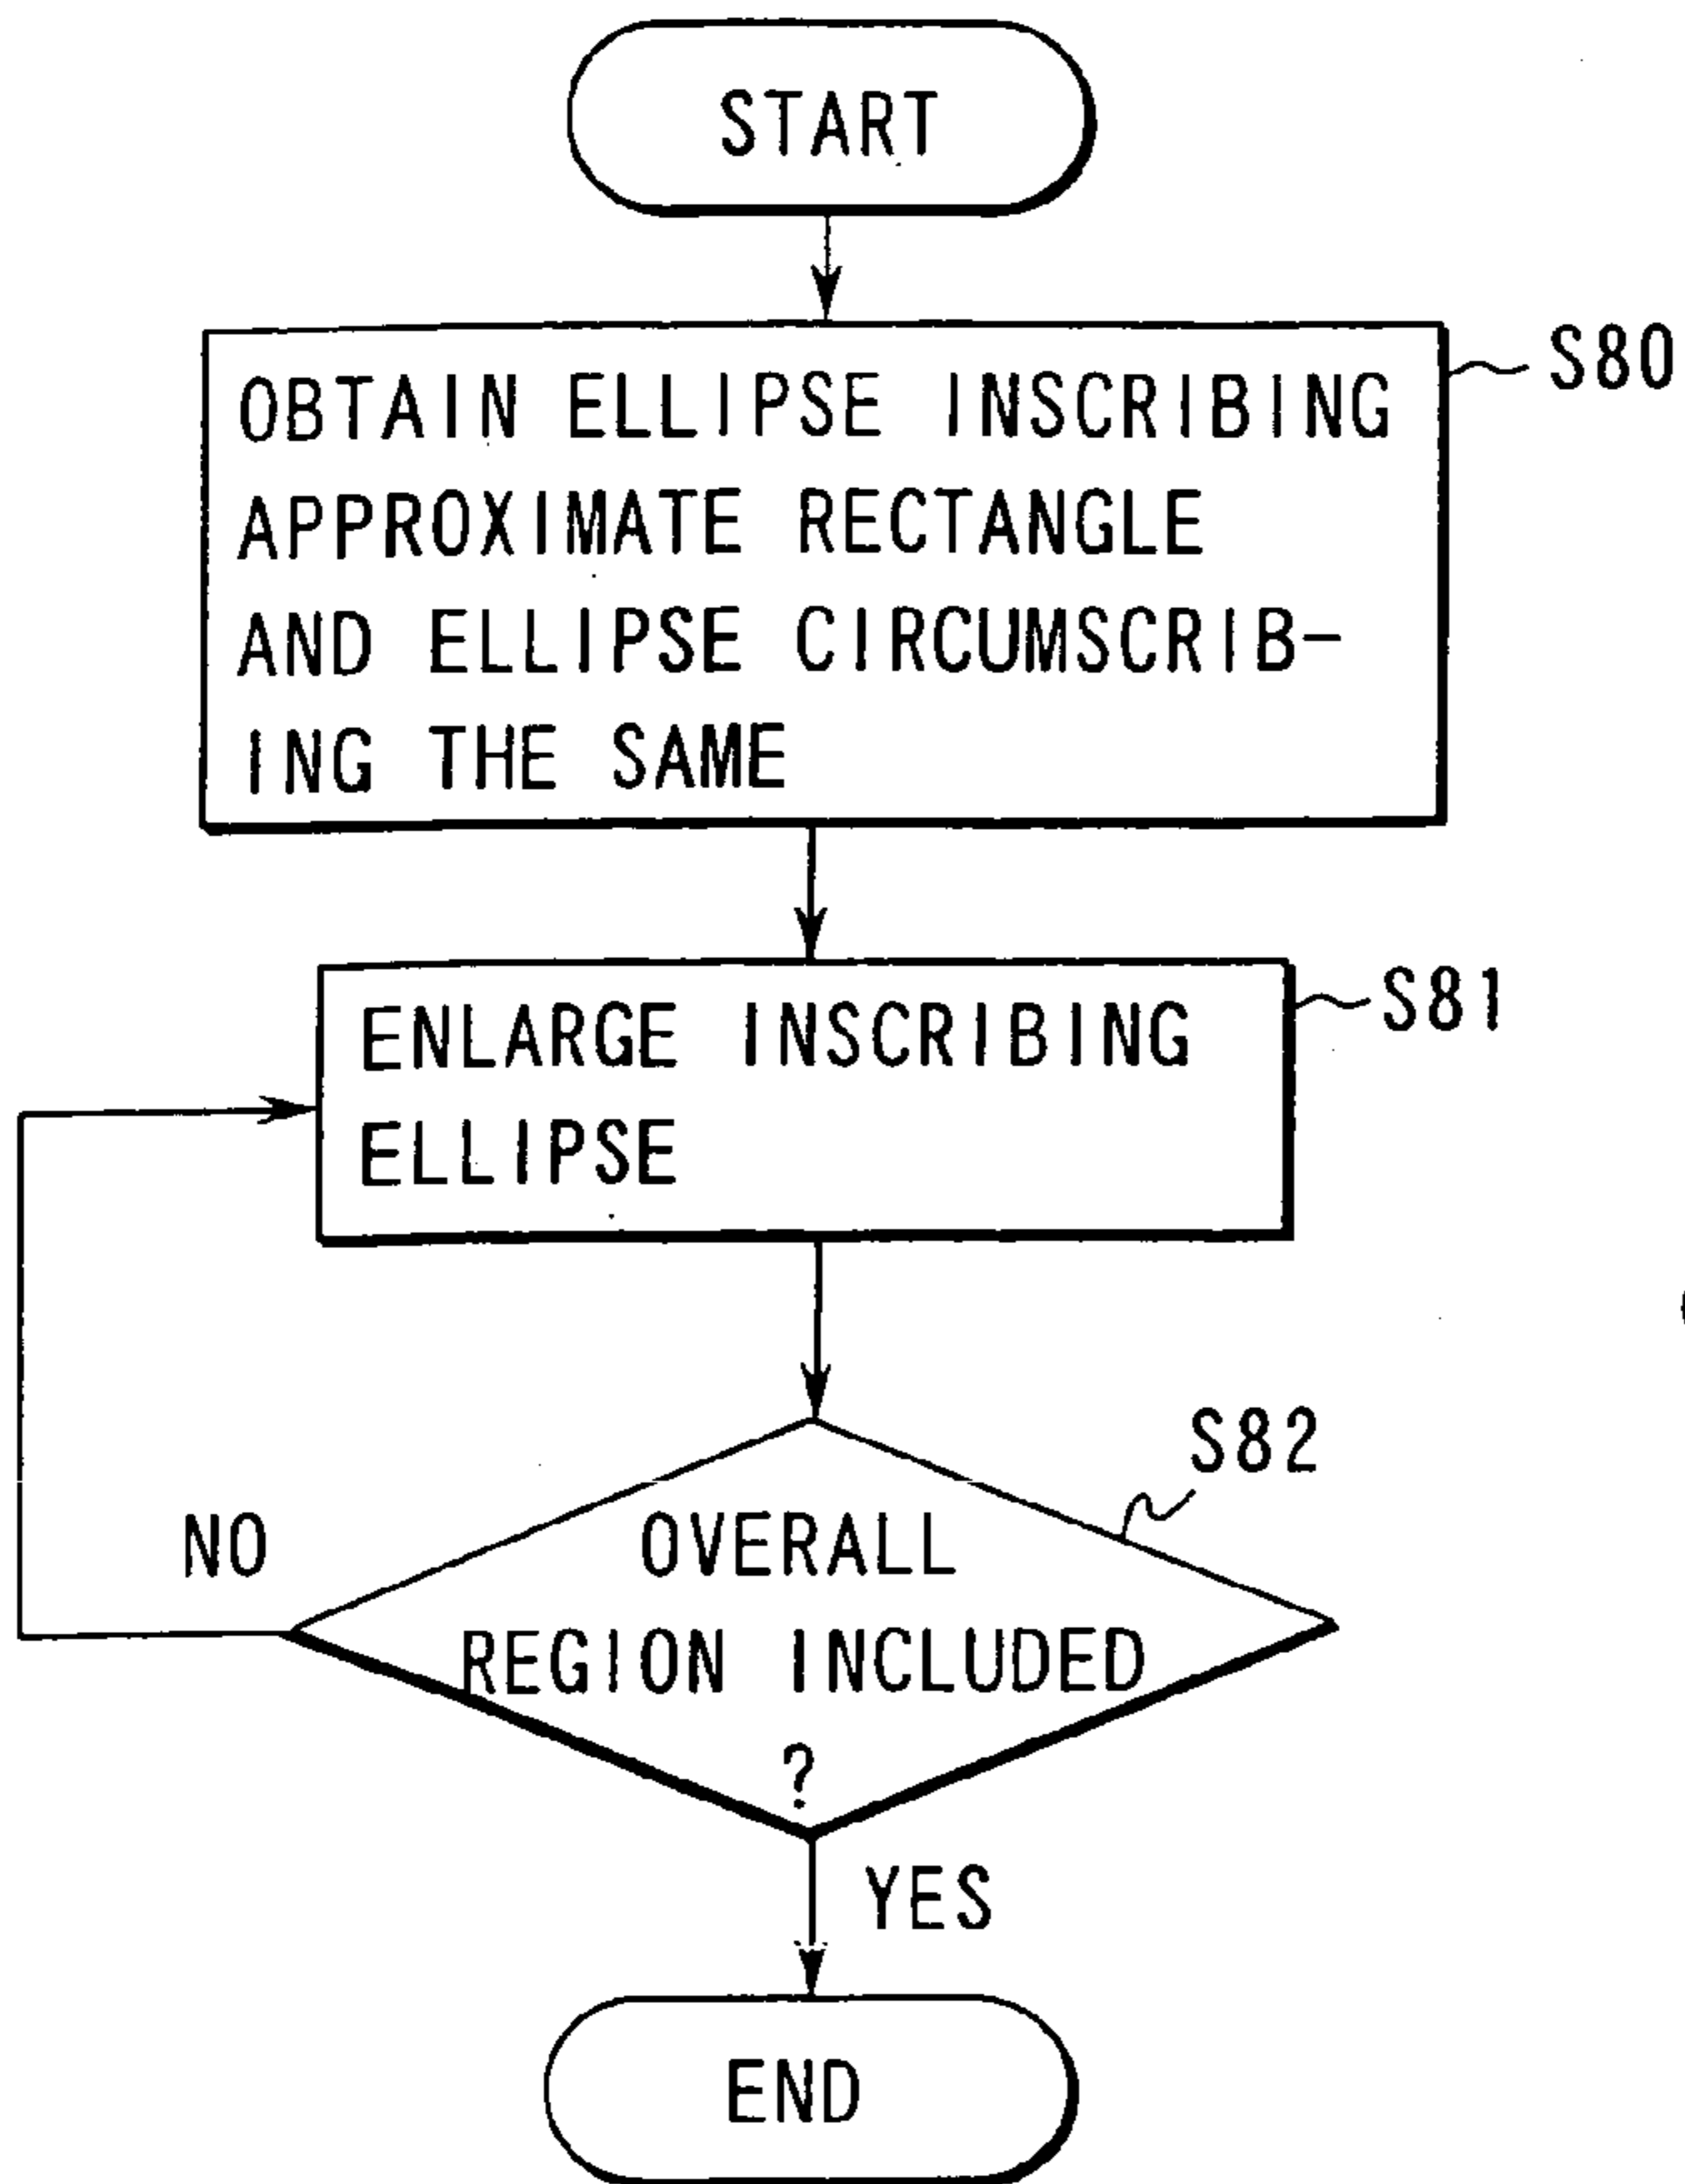 START
OBTAIN ELLIPSE INSCRIBING
APPROXIMATE RECTANGLE
AND ELLIPSE CIRCUMSCRIB-
ING THE SAME
S80
ENLARGE INSCRIBING
ELLIPSE
S81
OVERALL
REGION INCLUDED
?
S82
NO
YES
END